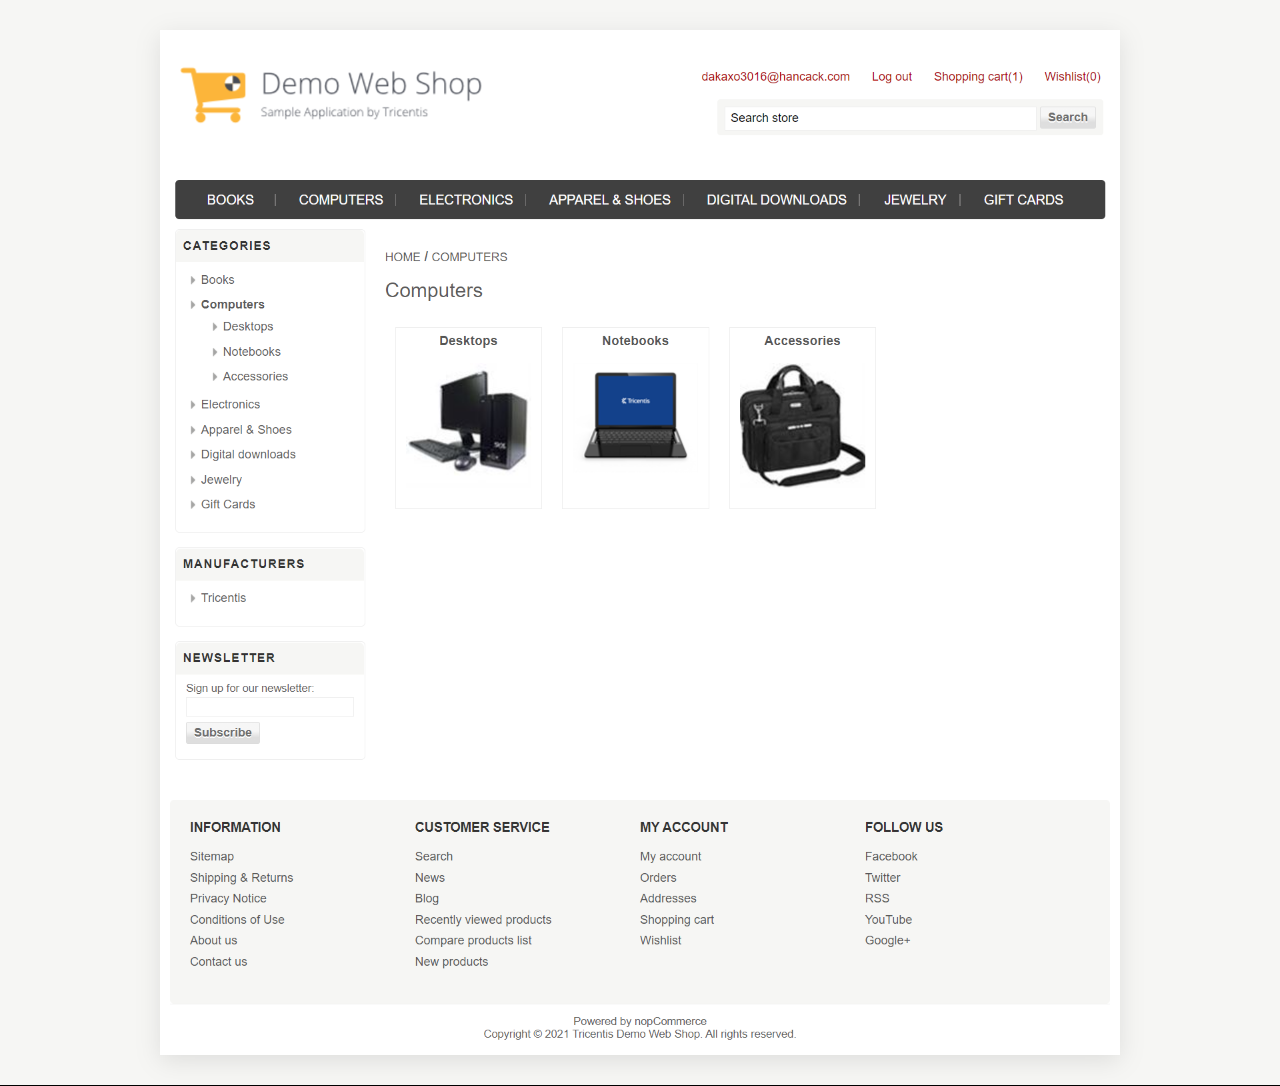 Demo Web Shop
Sample Application by Tricentis
dakaxo3016@hancack.com Log out Shopping cart(1) Wishlist(0)
Search store Search
BOOKS COMPUTERS ELECTRONICS APPAREL & SHOES DIGITAL DOWNLOADS JEWELRY GIFT CARDS
CATEGORIES
Books
Computers
Desktops
Notebooks
Accessories
Electronics
Apparel & Shoes
Digital downloads
Jewelry
Gift Cards
MANUFACTURERS
Tricentis
NEWSLETTER
Sign up for our newsletter:
Subscribe
HOME / COMPUTERS
Computers
Desktops
Notebooks
Tricentis
Accessories
INFORMATION
Sitemap
Shipping & Returns
Privacy Notice
Conditions of Use
About us
Contact us
CUSTOMER SERVICE
Search
News
Blog
Recently viewed products
Compare products list
New products
MY ACCOUNT
My account
Orders
Addresses
Shopping cart
Wishlist
FOLLOW US
Facebook
Twitter
RSS
YouTube
Google+
Powered by nopCommerce
Copyright © 2021 Tricentis Demo Web Shop. All rights reserved.